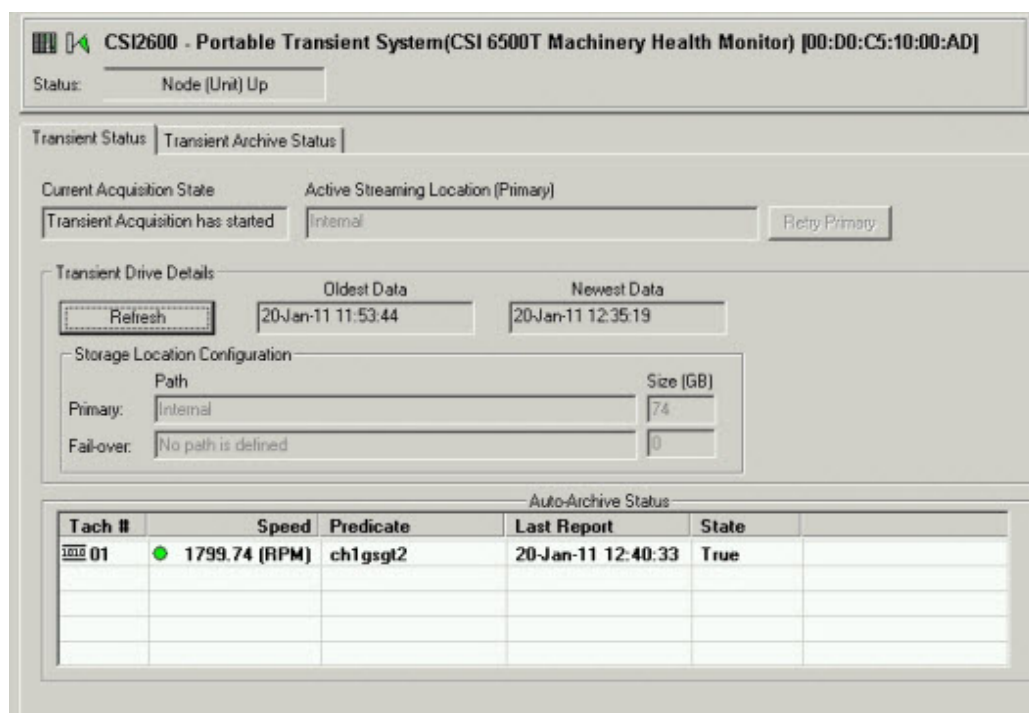 CSI2600 - Portable Transient System(CSI 6500T Machinery Health Monitor) [00:D0:C5:10:00:AD]
Status: Node (Unit) Up
Transient Status Transient Archive Status
Current Acquisition State Active Streaming Location (Primary)
Transient Acquisition has started Internal Retry Primary
Transient Drive Details
Oldest Data Newest Data
Refresh 20-Jan-11 11:53:44 20-Jan-11 12:35:19
Storage Location Configuration
Path Size (GB)
Primary: Internal 74
Fail-over: No path is defined 0
Auto-Archive Status
Tach # Speed Predicate Last Report State
1010 01 1799.74 (RPM) ch1gsgt2 20-Jan-11 12:40:33 True